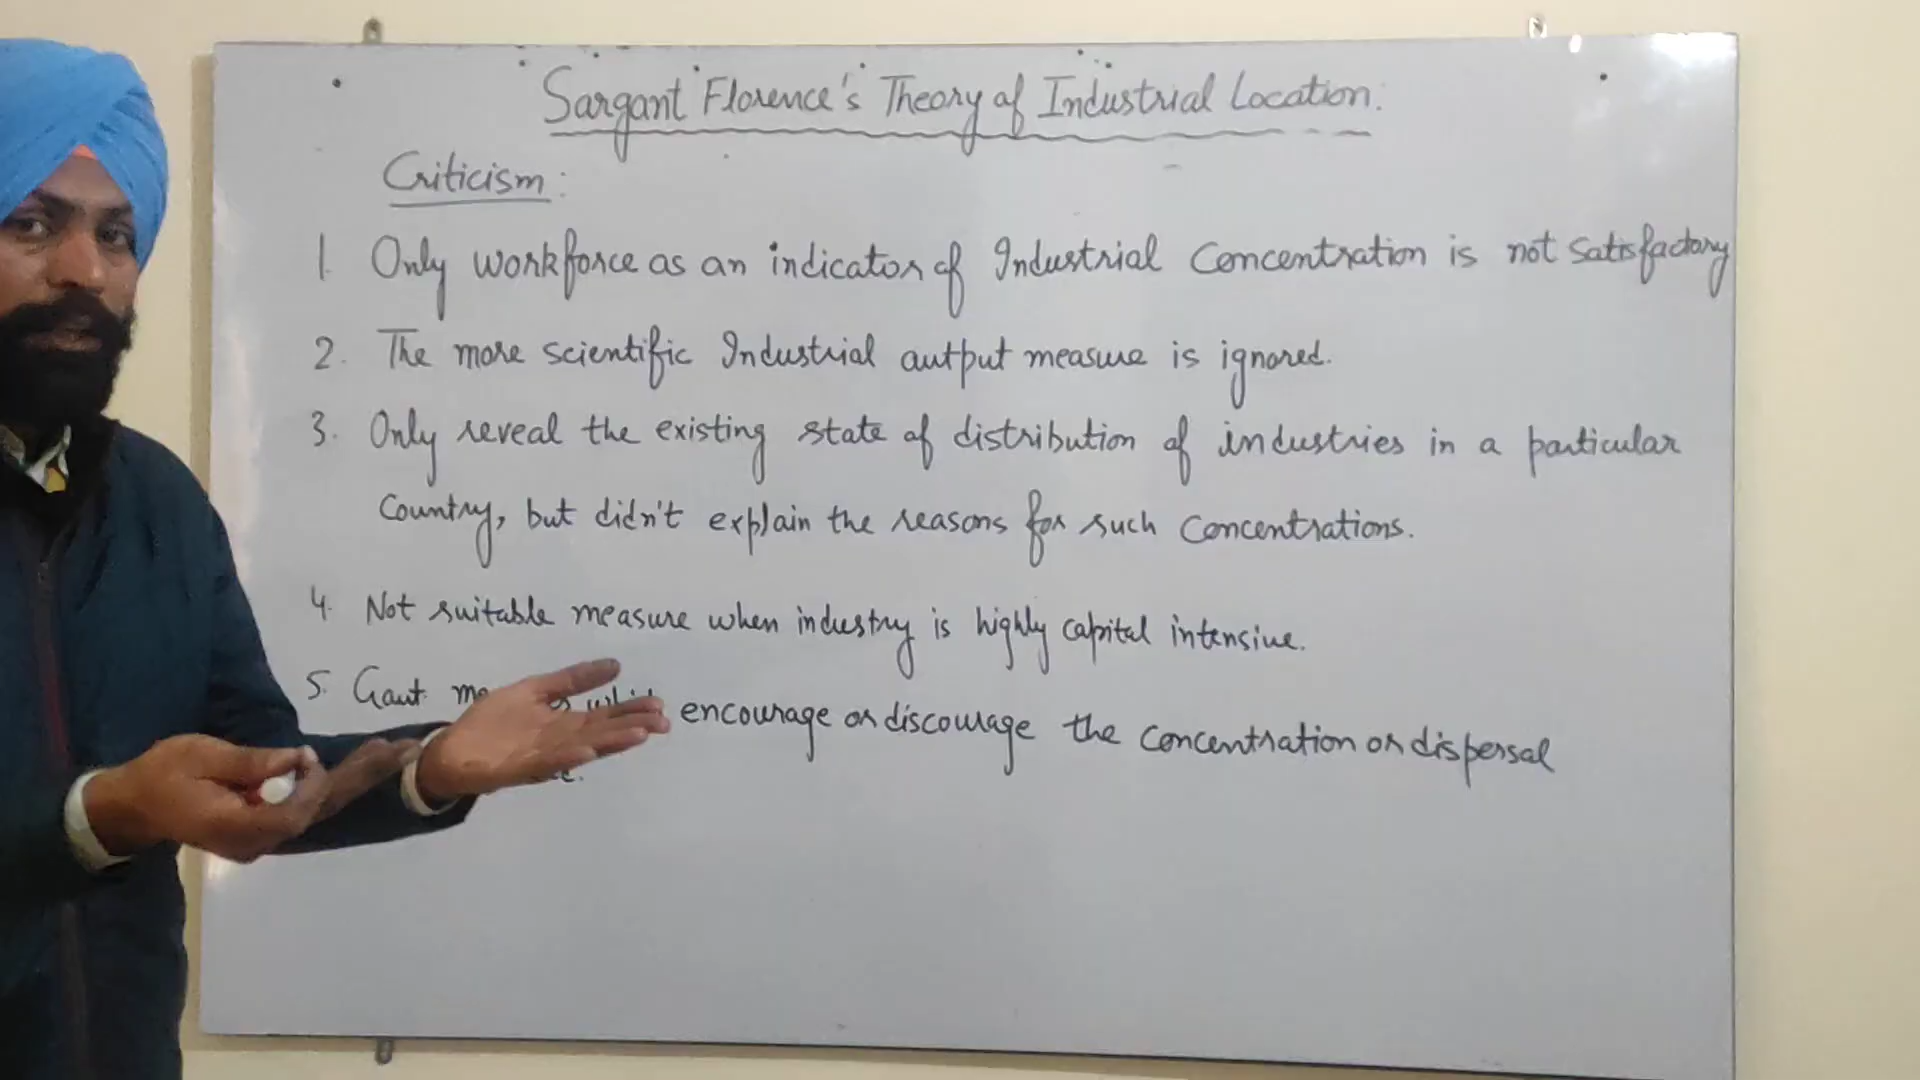 Sargant Florence's Theory of Industrial Location.
Criticism:
1. Only workforce as an indicator of Industrial Concentration is not satisfactory
2. The more scientific Industrial output measure is ignored.
3. Only reveal the existing state of distribution of industries in a particular
Country, but didn't explain the reasons for such Concentrations.
4. Not suitable measure when industry is highly capital intensive.
5. Govt. encourage or discourage the concentration or dispersal